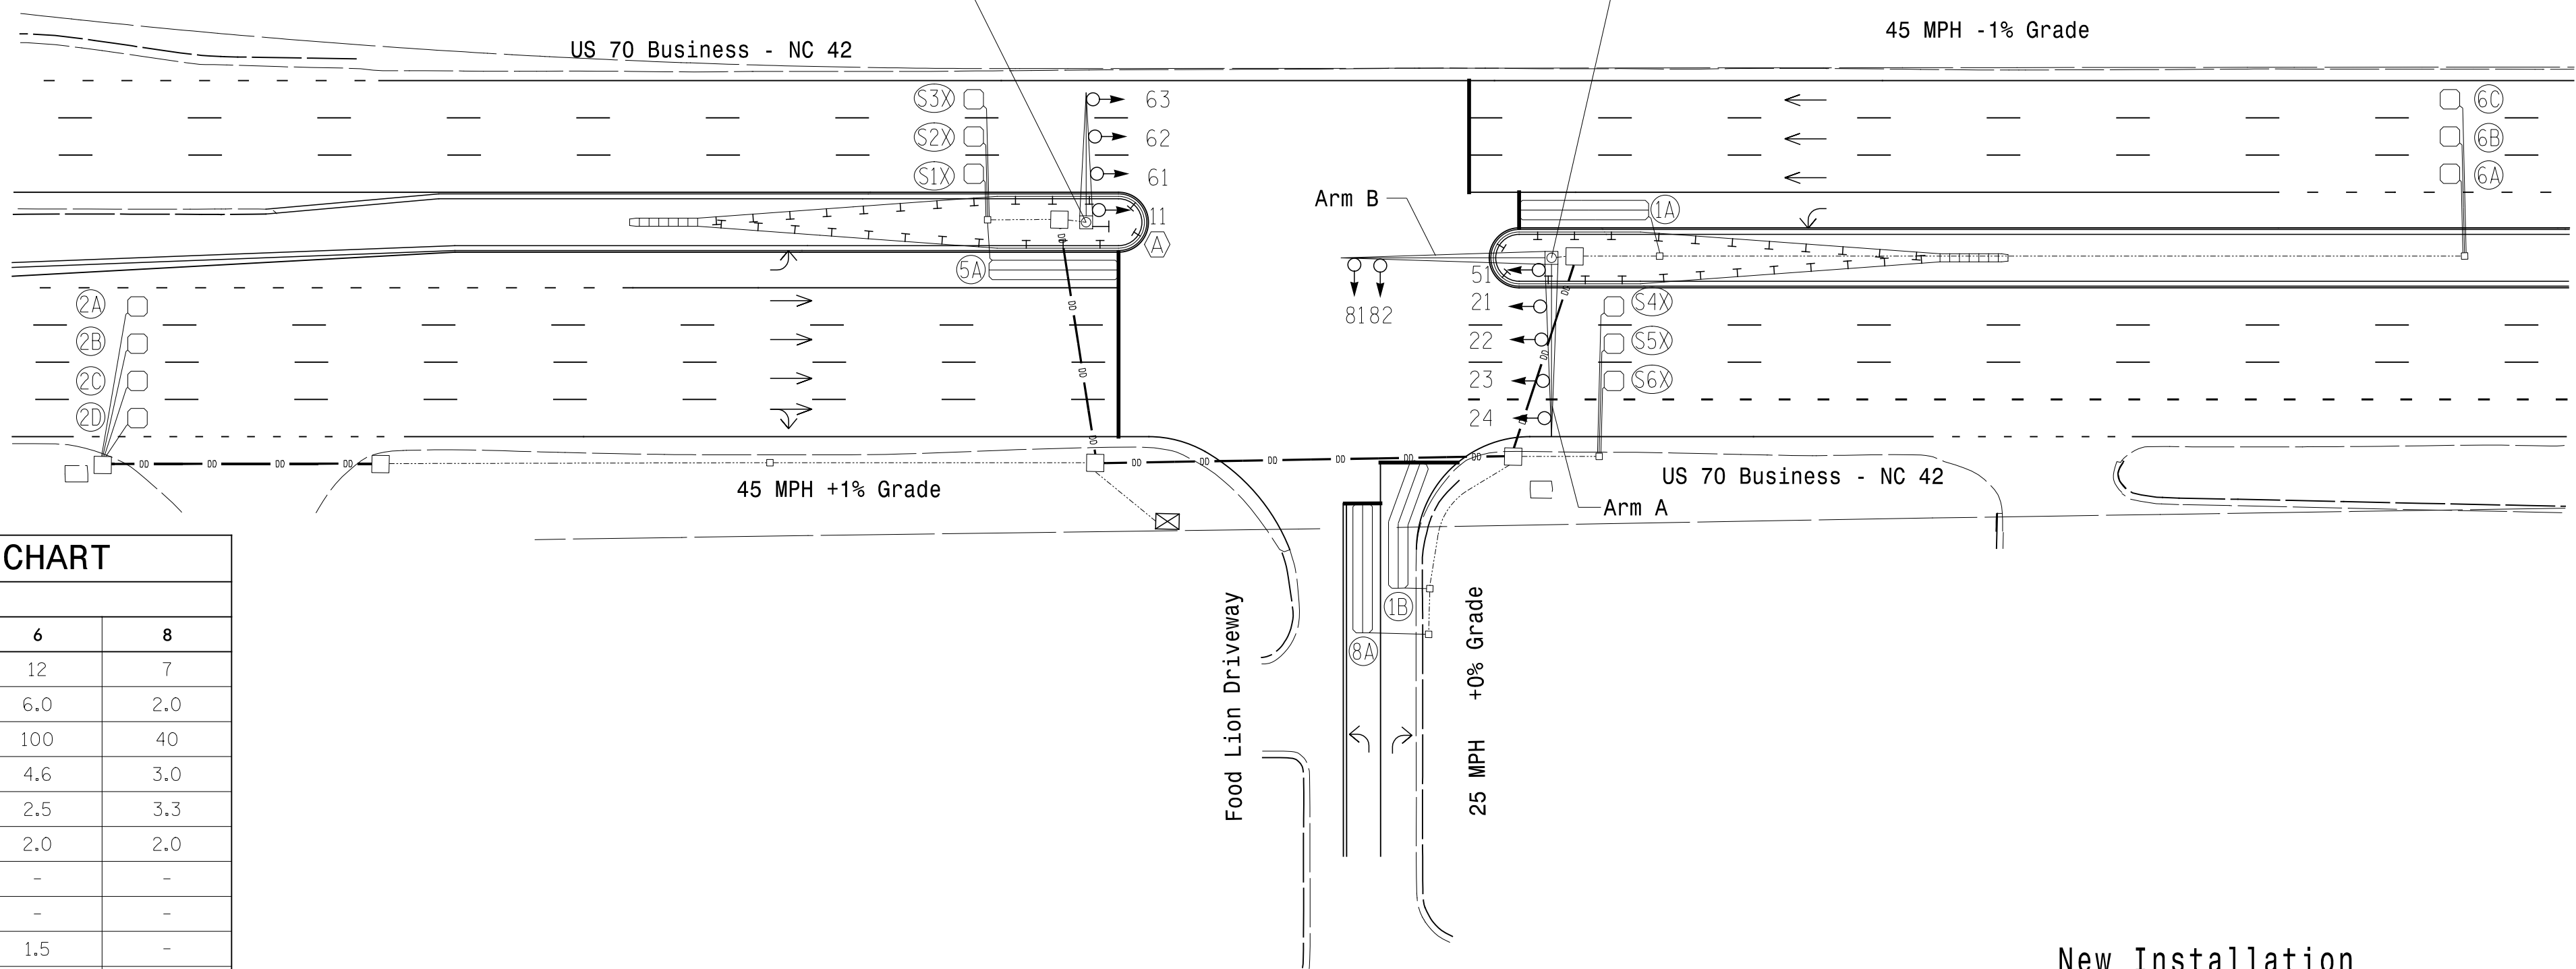 45 MPH -1% Grade
US 70 Business - NC 42
S3X
63
6C
S2X
62
6B
S1X
61
6A
Arm B
11
1A
A
5A
51
2A
8182
21
S4X
2B
22
S5X
2C
23
S6X
2D
24
45 MPH +1% Grade
US 70 Business - NC 42
Arm A
CHART
1B
8A
Food Lion Driveway
25 MPH +0% Grade
6 8
12 7
6.0 2.0
100 40
4.6 3.0
2.5 3.3
2.0 2.0
- -
- -
1.5 -
New Installation